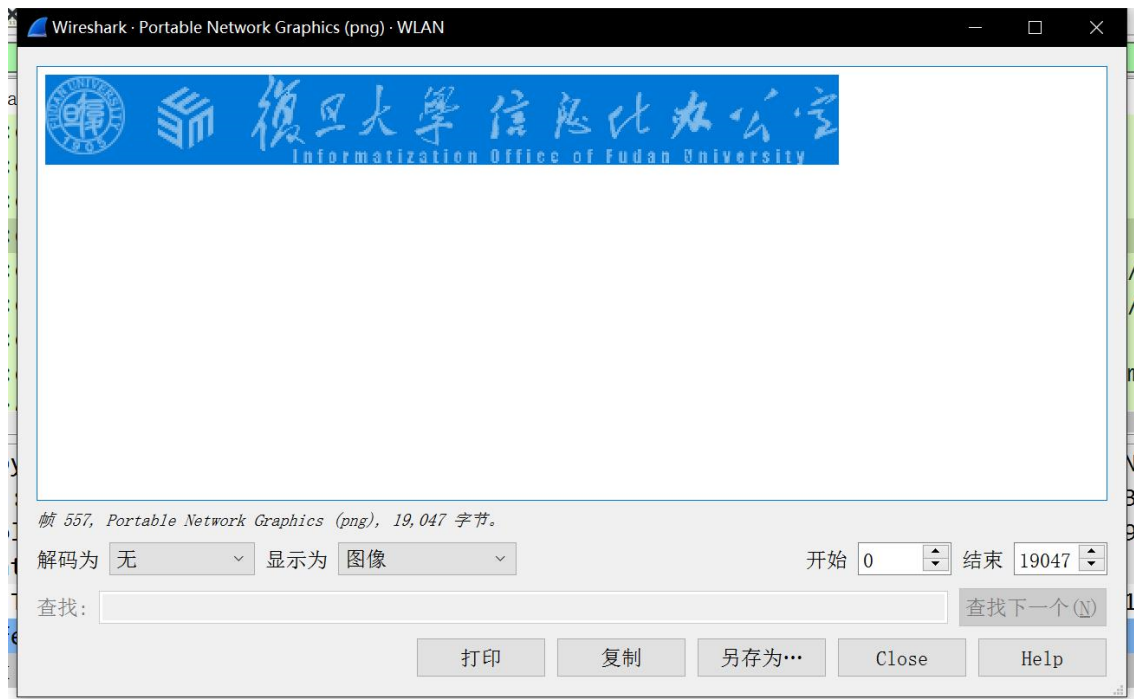 Wireshark · Portable Network Graphics (png) · WLAN
復旦大學 信息化办公室
Informatization Office of Fudan University
1905
帧 557, Portable Network Graphics (png), 19,047 字节。
解码为 无 显示为 图像 开始 0 结束 19047
查找: 查找下一个(N)
打印 复制 另存为… Close Help